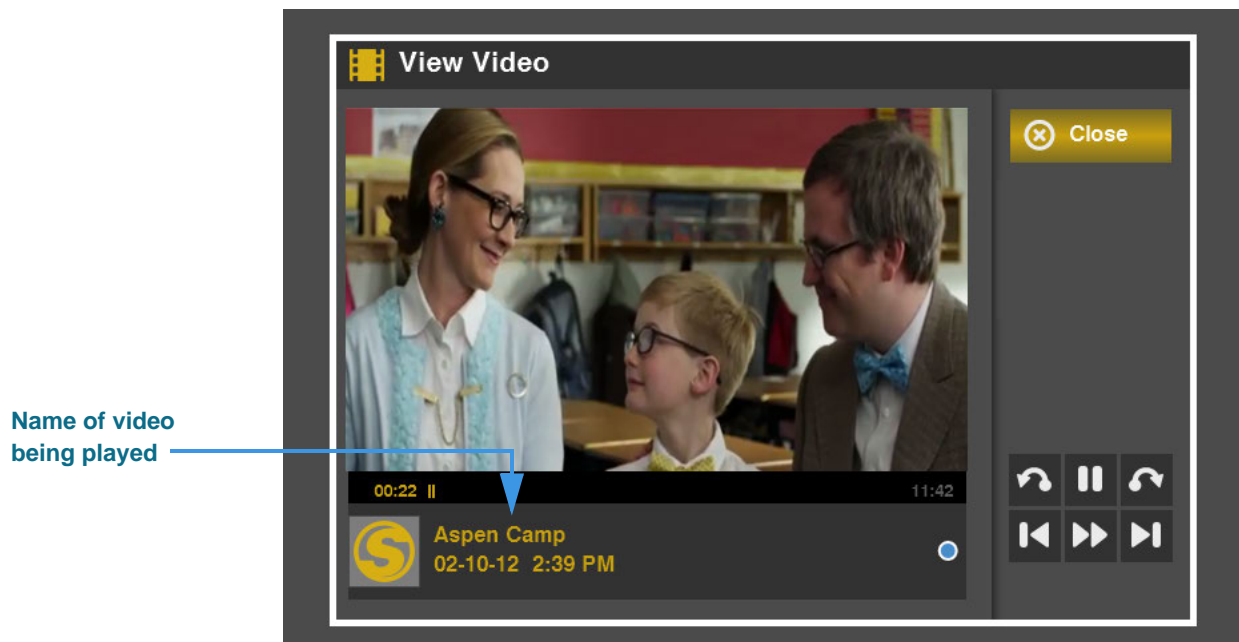 View Video
Close
Name of video
being played
00:22
11:42
Aspen Camp
02-10-12 2:39 PM